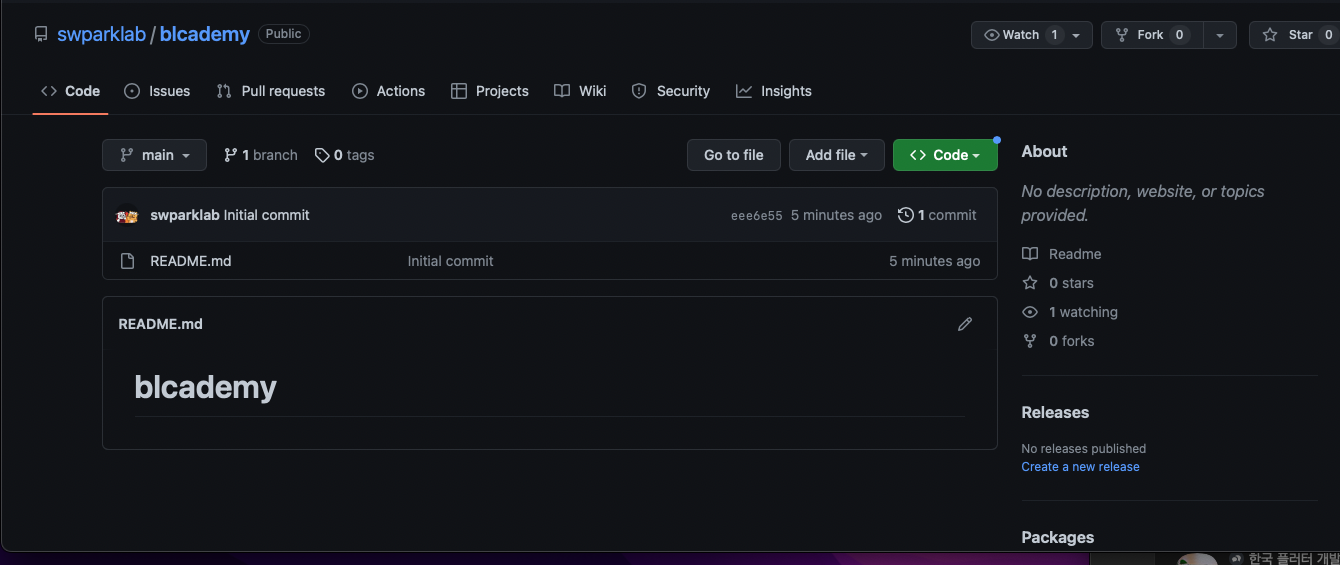 swparklab / blcademy Public
Watch 1 Fork 0 Star 0
Code Issues Pull requests Actions Projects Wiki Security Insights
main 1 branch 0 tags Go to file Add file Code
swparklab Initial commit eee6e55 5 minutes ago 1 commit
README.md Initial commit 5 minutes ago
README.md
blcademy
About
No description, website, or topics
provided.
Readme
0 stars
1 watching
0 forks
Releases
No releases published
Create a new release
Packages
한국 플러터 개발